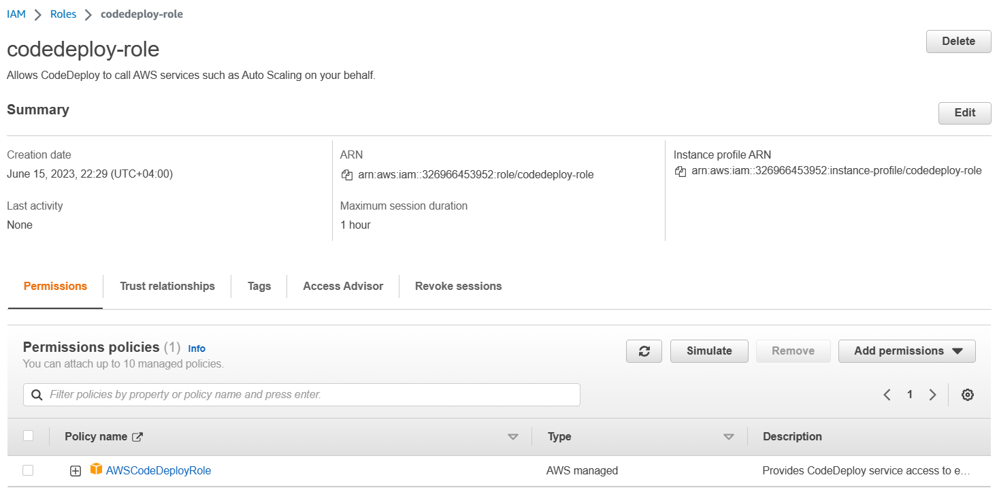 IAM > Roles > codedeploy-role
codedeploy-role
Delete
Allows CodeDeploy to call AWS services such as Auto Scaling on your behalf.
Summary
Edit
Creation date
June 15, 2023, 22:29 (UTC+04:00)
Last activity
None
ARN
arn:aws:iam::326966453952:role/codedeploy-role
Maximum session duration
1 hour
Instance profile ARN
arn:aws:iam::326966453952:instance-profile/codedeploy-role
Permissions Trust relationships Tags Access Advisor Revoke sessions
Permissions policies (1) Info
You can attach up to 10 managed policies.
Simulate Remove Add permissions
Filter policies by property or policy name and press enter.
1
Policy name Type Description
AWSCodeDeployRole AWS managed Provides CodeDeploy service access to e…